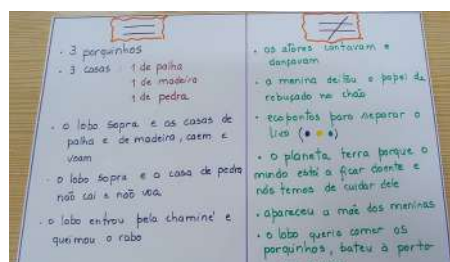 . 3 porquinhos
. 3 casas 1 de palha
1 de madeira
1 de pedra.
. o lobo sopra e as casas de
palha e de madeira, caem e
voam
. o lobo sopra e a casa de pedra
não cai e não voa.
. o lobo entrou pela chaminé e
queimou o rabo
. os atores cantavam e
dançavam
. a menina deitou o papel de
rebuçado no chão
. ecopontos para separar o
lixo
. o planeta terra porque o
mundo está a ficar doente e
nós temos de cuidar dele
. apareceu a mãe das meninas
. o lobo queria comer os
porquinhos, bateu à porta